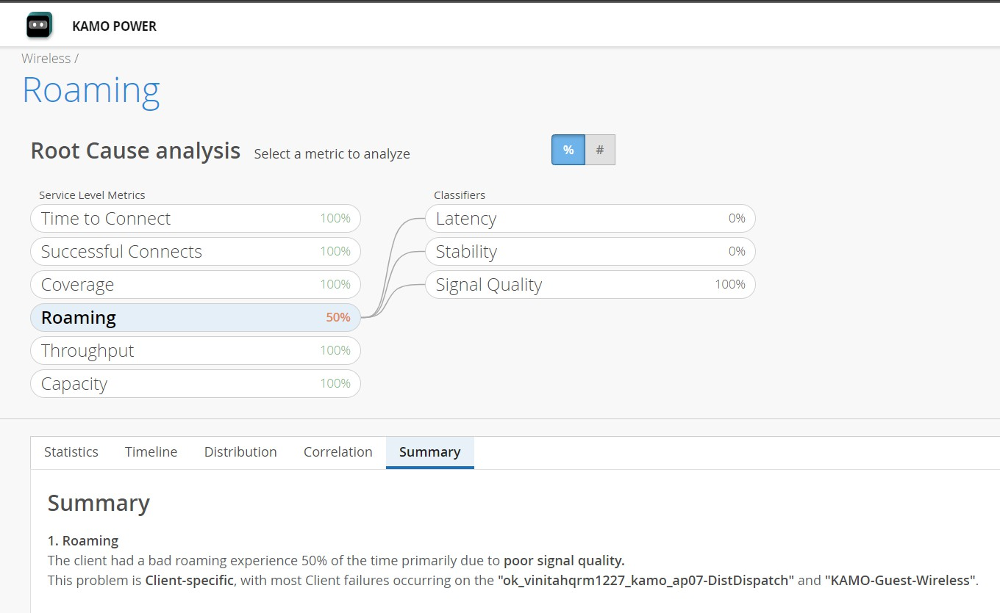 KAMO POWER
Wireless /
Roaming
Root Cause analysis Select a metric to analyze % #
Service Level Metrics Classifiers
Time to Connect 100% Latency 0%
Successful Connects 100% Stability 0%
Coverage 100% Signal Quality 100%
Roaming 50%
Throughput 100%
Capacity 100%
Statistics Timeline Distribution Correlation Summary
Summary
1. Roaming
The client had a bad roaming experience 50% of the time primarily due to poor signal quality.
This problem is Client-specific, with most Client failures occurring on the "ok_vinitahqrm1227_kamo_ap07-DistDispatch" and "KAMO-Guest-Wireless".